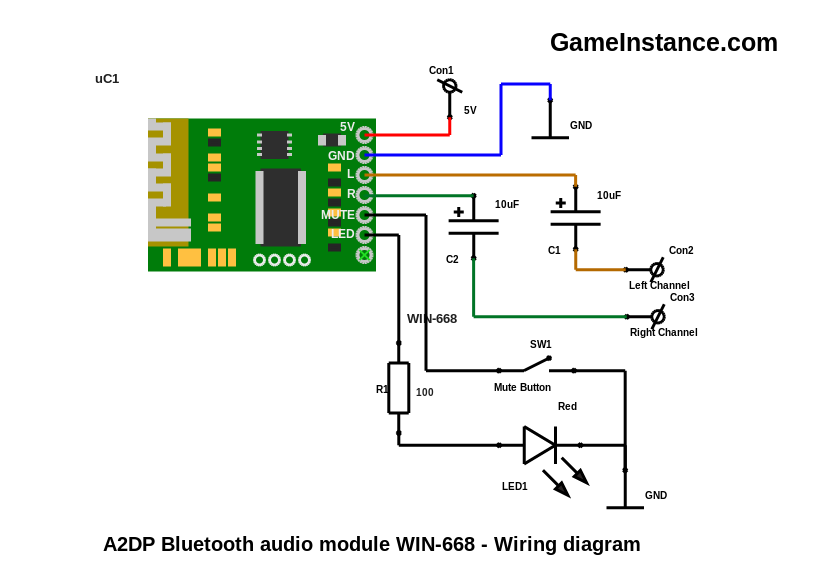 GameInstance.com
uC1
Con1
5V
GND
5V
GND
L
R
MUTE
LED
10uF
C2
10uF
C1
Con2
Left Channel
Con3
Right Channel
WIN-668
SW1
Mute Button
R1
100
Red
LED1
GND
A2DP Bluetooth audio module WIN-668 - Wiring diagram